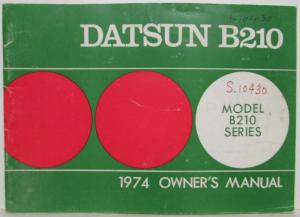 DATSUN B210
S.10430
MODEL
B210
SERIES
1974 OWNER'S MANUAL